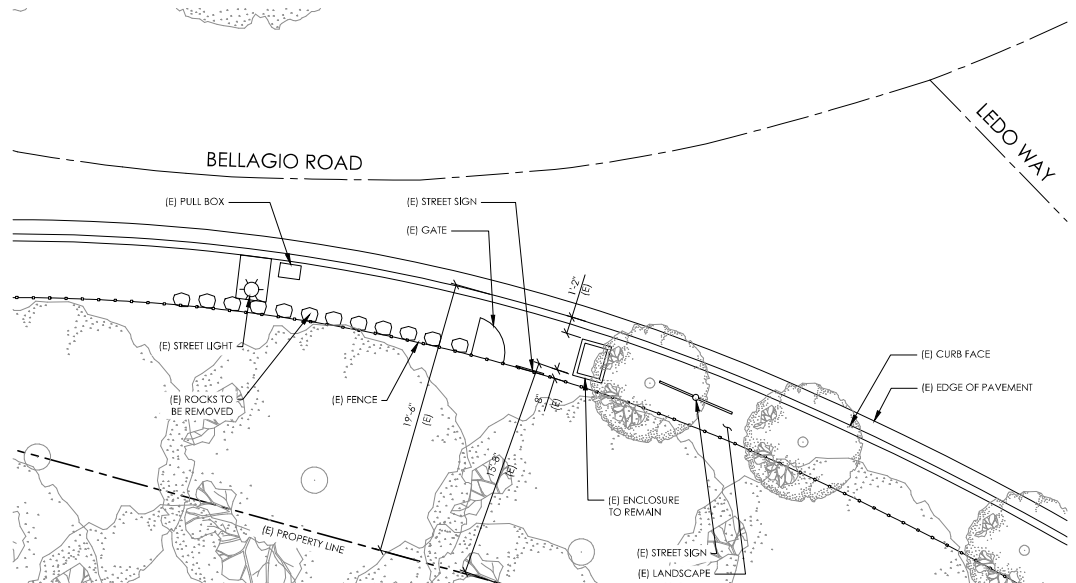 BELLAGIO ROAD
LEDO WAY
(E) PULL BOX
(E) STREET SIGN
(E) GATE
1'-2"
(E)
(E) STREET LIGHT
(E) CURB FACE
(E) EDGE OF PAVEMENT
(E) ROCKS TO
BE REMOVED
(E) FENCE
8"
(E)
19'-6"
(E)
15'-8"
(E)
(E) ENCLOSURE
TO REMAIN
(E) PROPERTY LINE
(E) STREET SIGN
(E) LANDSCAPE